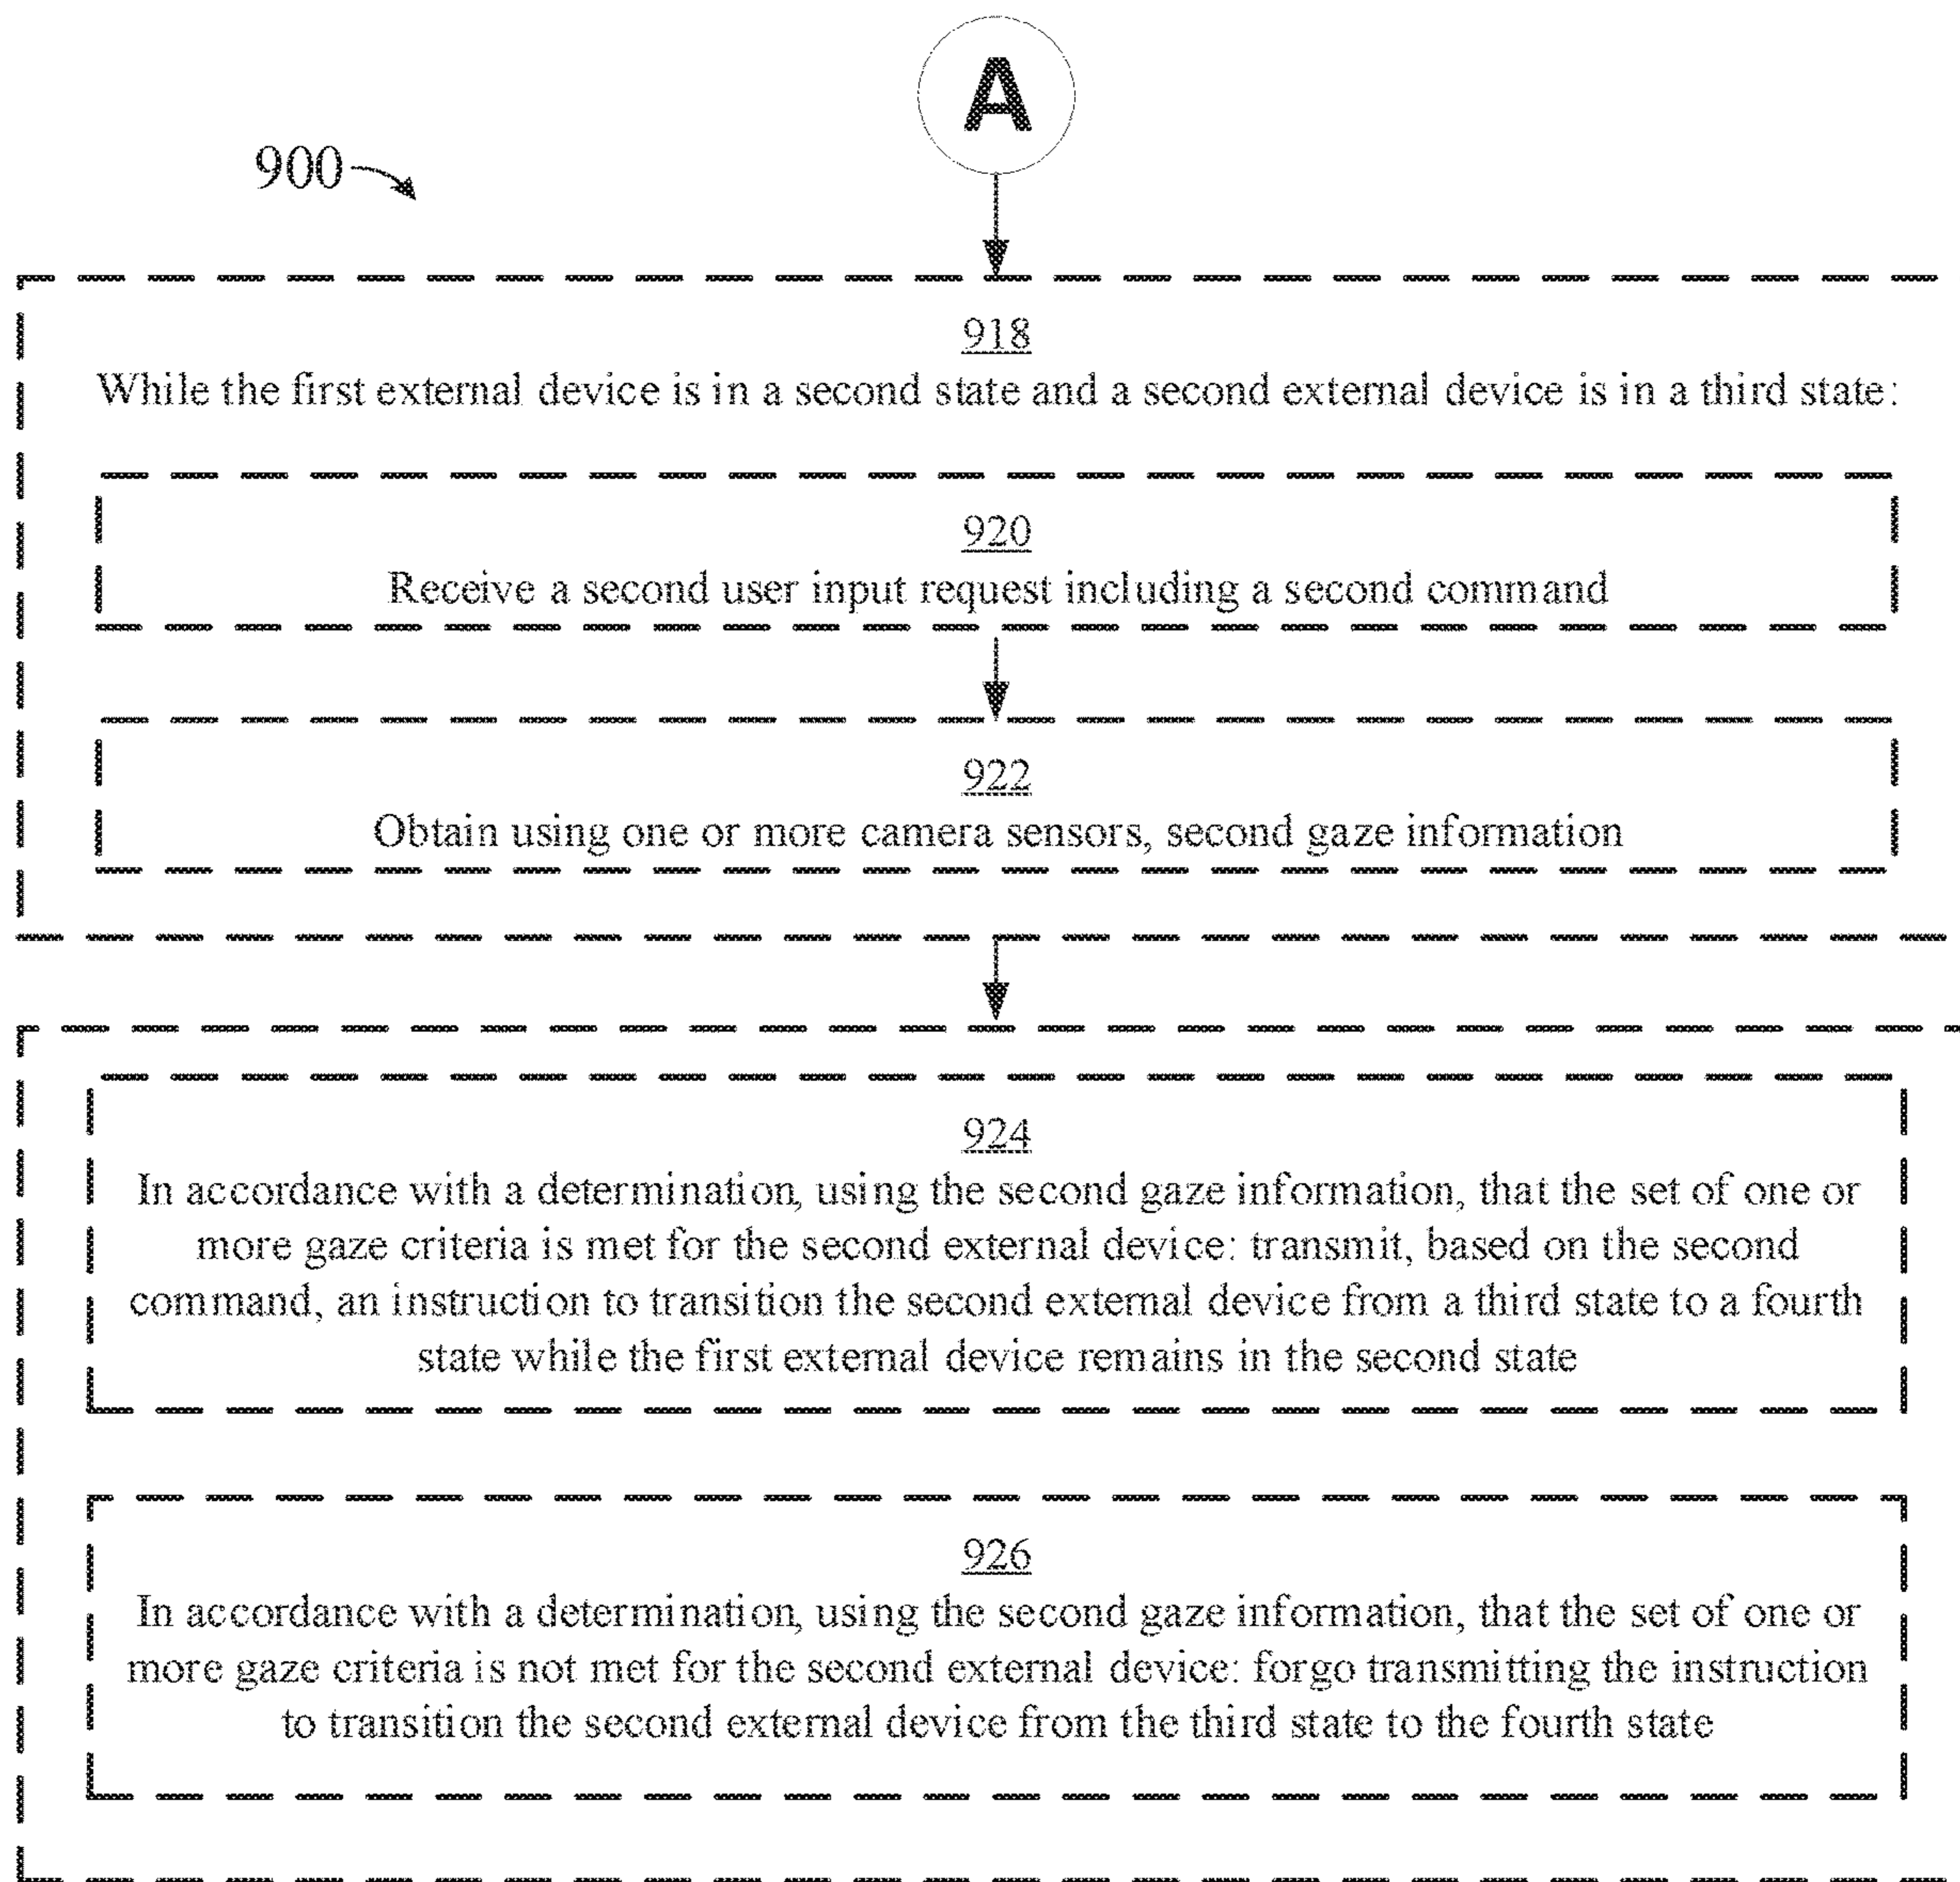 A
900
918
While the first external device is in a second state and a second external device is in a third state:
920
Receive a second user input request including a second command
922
Obtain using one or more camera sensors, second gaze information
924
In accordance with a determination, using the second gaze information, that the set of one or
more gaze criteria is met for the second external device: transmit, based on the second
command, an instruction to transition the second external device from a third state to a fourth
state while the first external device remains in the second state
926
In accordance with a determination, using the second gaze information, that the set of one or
more gaze criteria is not met for the second external device: forgo transmitting the instruction
to transition the second external device from the third state to the fourth state